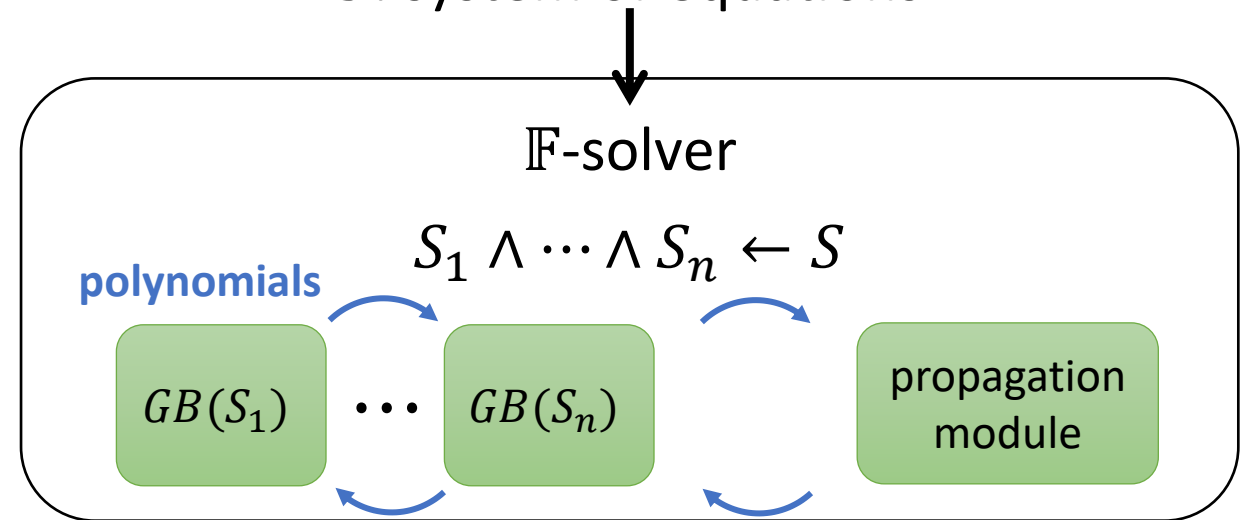 𝔽-solver
S₁ ∧ ⋯ ∧ Sₙ ← S
polynomials
GB(S₁) ⋯ GB(Sₙ)
propagation
module